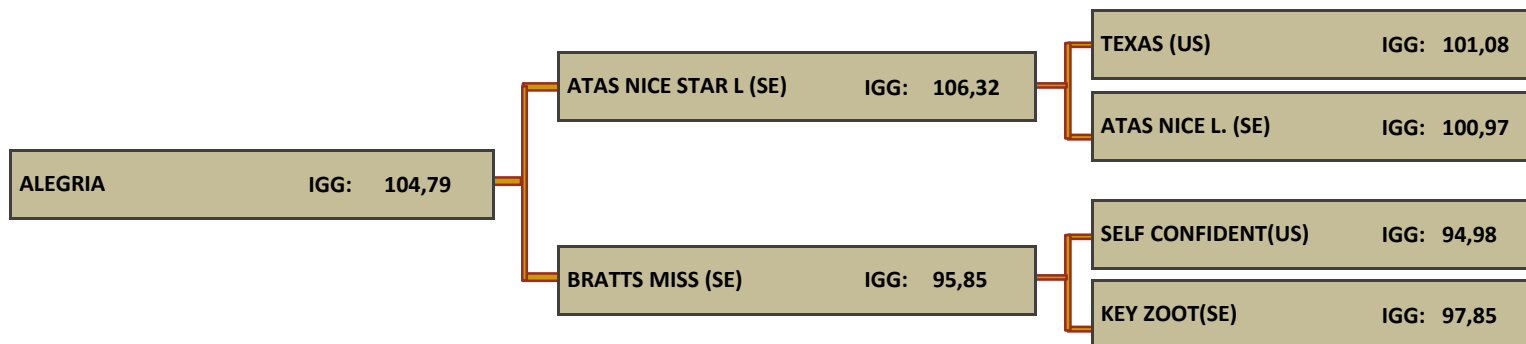 TEXAS (US) IGG: 101,08
ATAS NICE STAR L (SE) IGG: 106,32
ATAS NICE L. (SE) IGG: 100,97
ALEGRIA IGG: 104,79
SELF CONFIDENT(US) IGG: 94,98
BRATTS MISS (SE) IGG: 95,85
KEY ZOOT(SE) IGG: 97,85